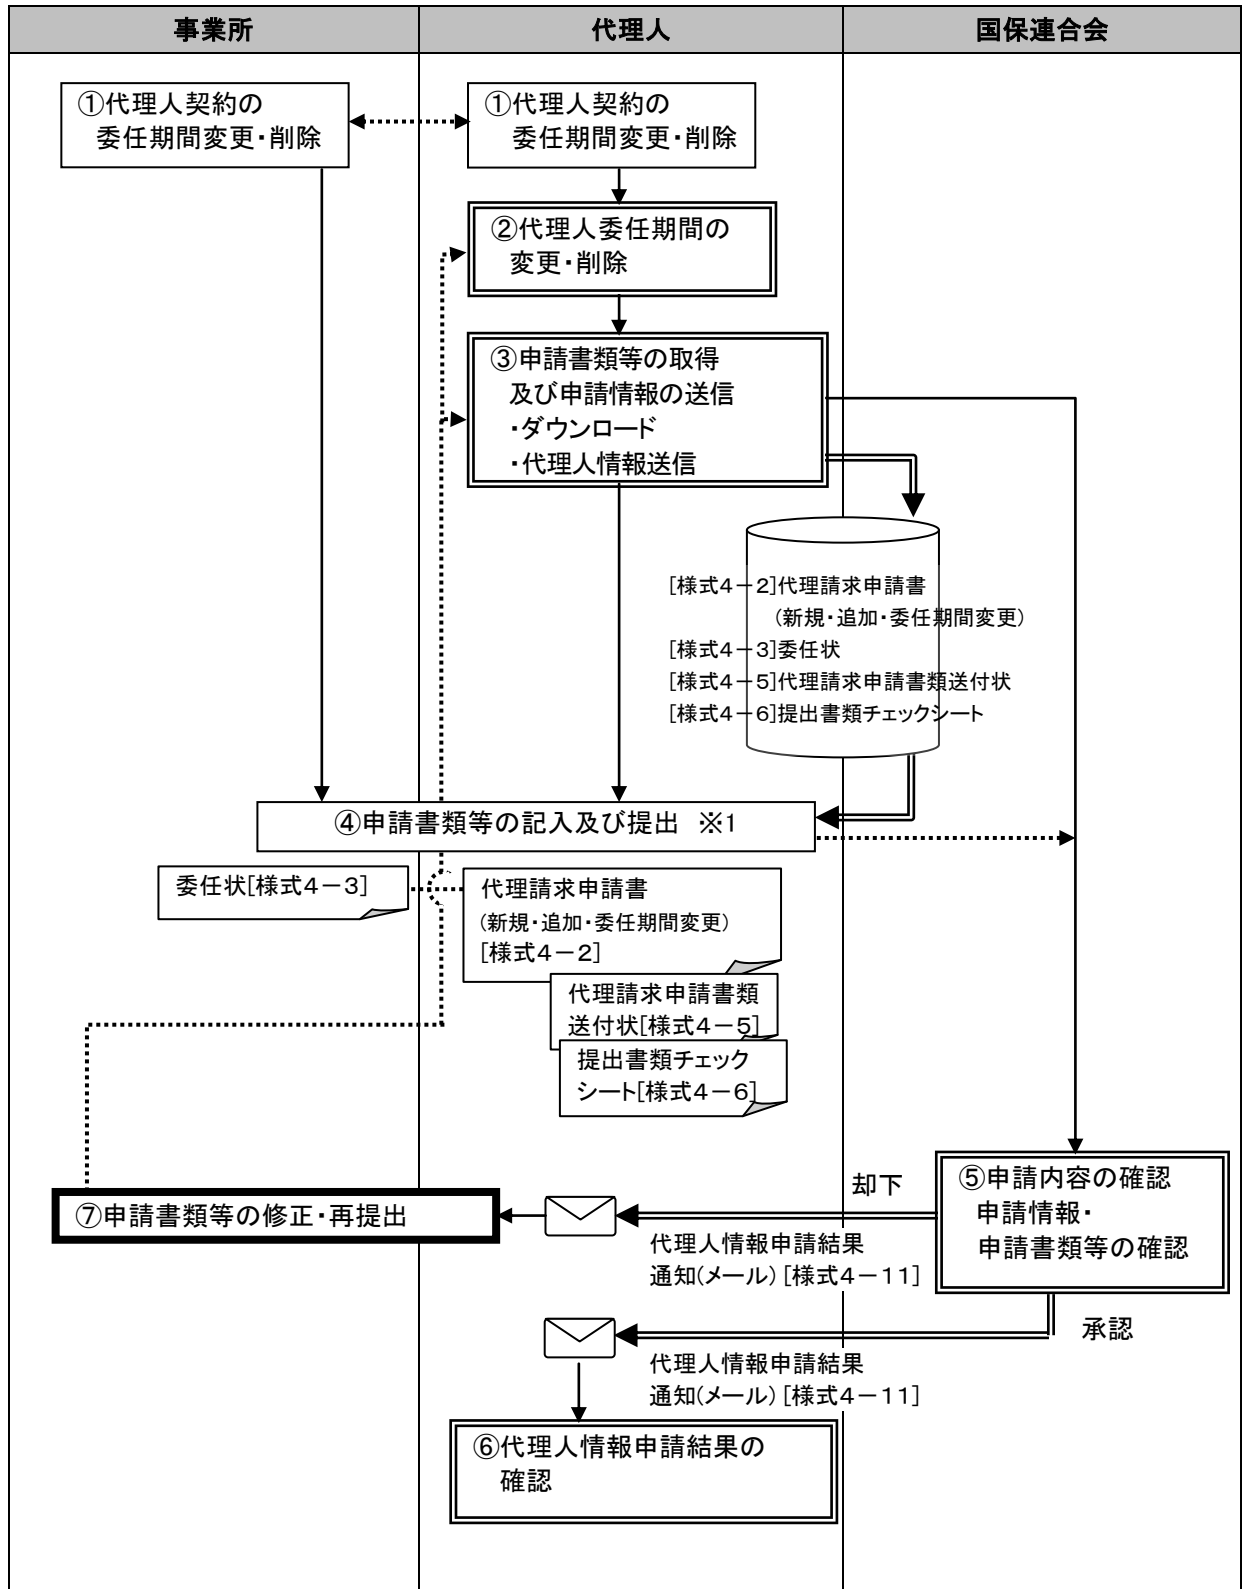 事業所
代理人
国保連合会
①代理人契約の
委任期間変更・削除
①代理人契約の
委任期間変更・削除
②代理人委任期間の
変更・削除
③申請書類等の取得
及び申請情報の送信
・ダウンロード
・代理人情報送信
[様式4－2]代理請求申請書
(新規・追加・委任期間変更)
[様式4－3]委任状
[様式4－5]代理請求申請書類送付状
[様式4－6]提出書類チェックシート
④申請書類等の記入及び提出 ※1
委任状[様式4－3]
代理請求申請書
(新規・追加・委任期間変更)
[様式4－2]
代理請求申請書類
送付状[様式4－5]
提出書類チェック
シート[様式4－6]
却下
⑤申請内容の確認
申請情報・
申請書類等の確認
⑦申請書類等の修正・再提出
代理人情報申請結果
通知(メール)[様式4－11]
承認
代理人情報申請結果
通知(メール)[様式4－11]
⑥代理人情報申請結果の
確認